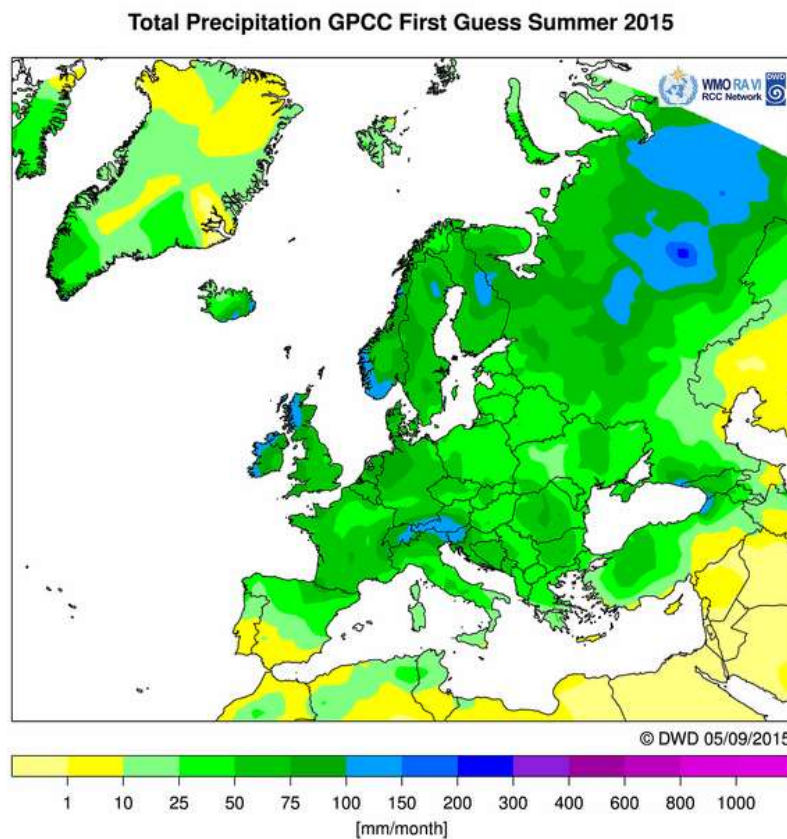 Total Precipitation GPCC First Guess Summer 2015
WMO RA VI
RCC Network
DWD
© DWD 05/09/2015
1 10 25 50 75 100 150 200 300 400 600 800 1000
[mm/month]